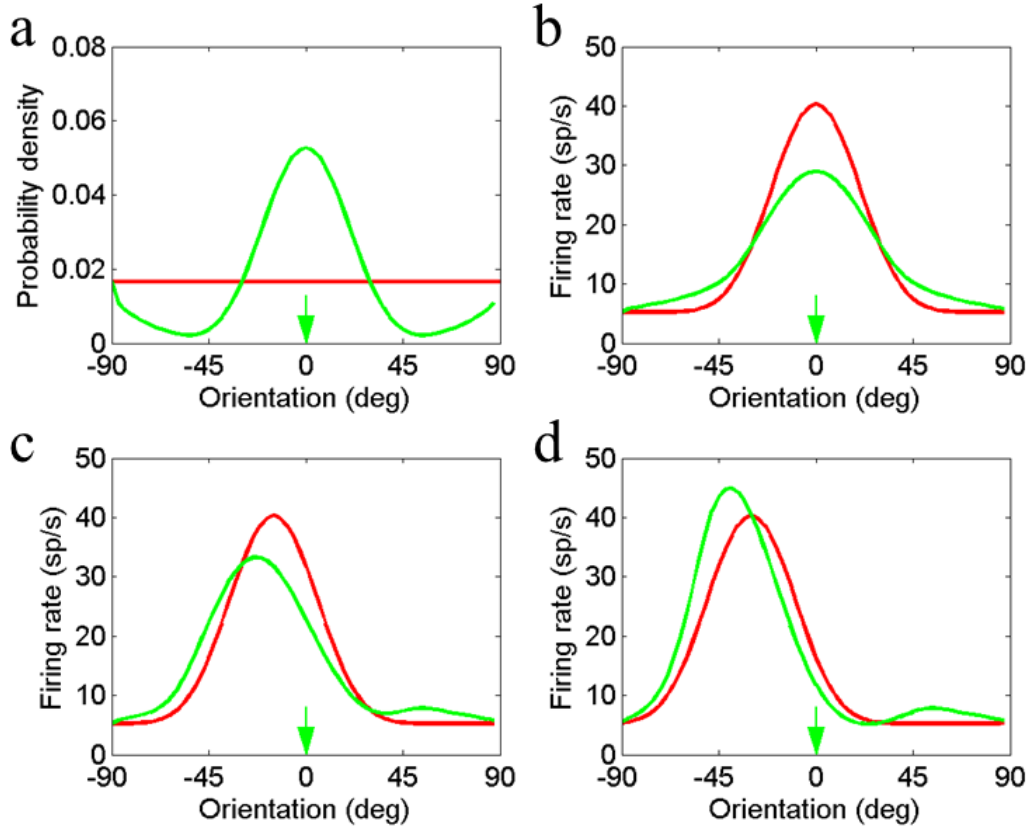 a
Probability density
0.08
0.06
0.04
0.02
0
-90 -45 0 45 90
Orientation (deg)
b
Firing rate (sp/s)
50
40
30
20
10
0
-90 -45 0 45 90
Orientation (deg)
c
Firing rate (sp/s)
50
40
30
20
10
0
-90 -45 0 45 90
Orientation (deg)
d
Firing rate (sp/s)
50
40
30
20
10
0
-90 -45 0 45 90
Orientation (deg)